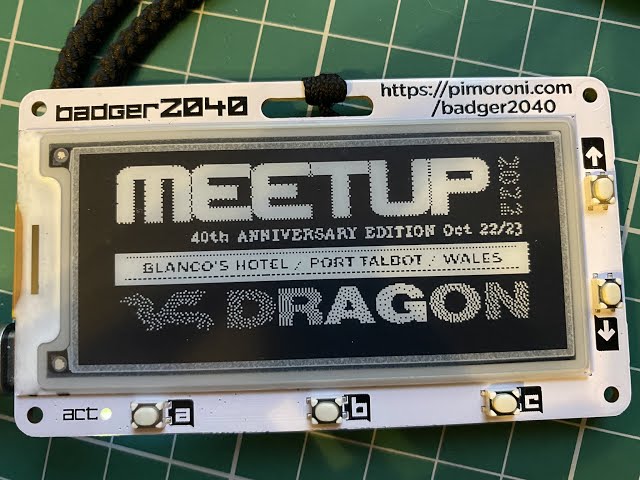 badger2040
https://pimoroni.com
/badger2040
MEETUP
2022
40th ANNIVERSARY EDITION Oct 22/23
BLANCO'S HOTEL / PORT TALBOT / WALES
DRAGON
act
a
b
c